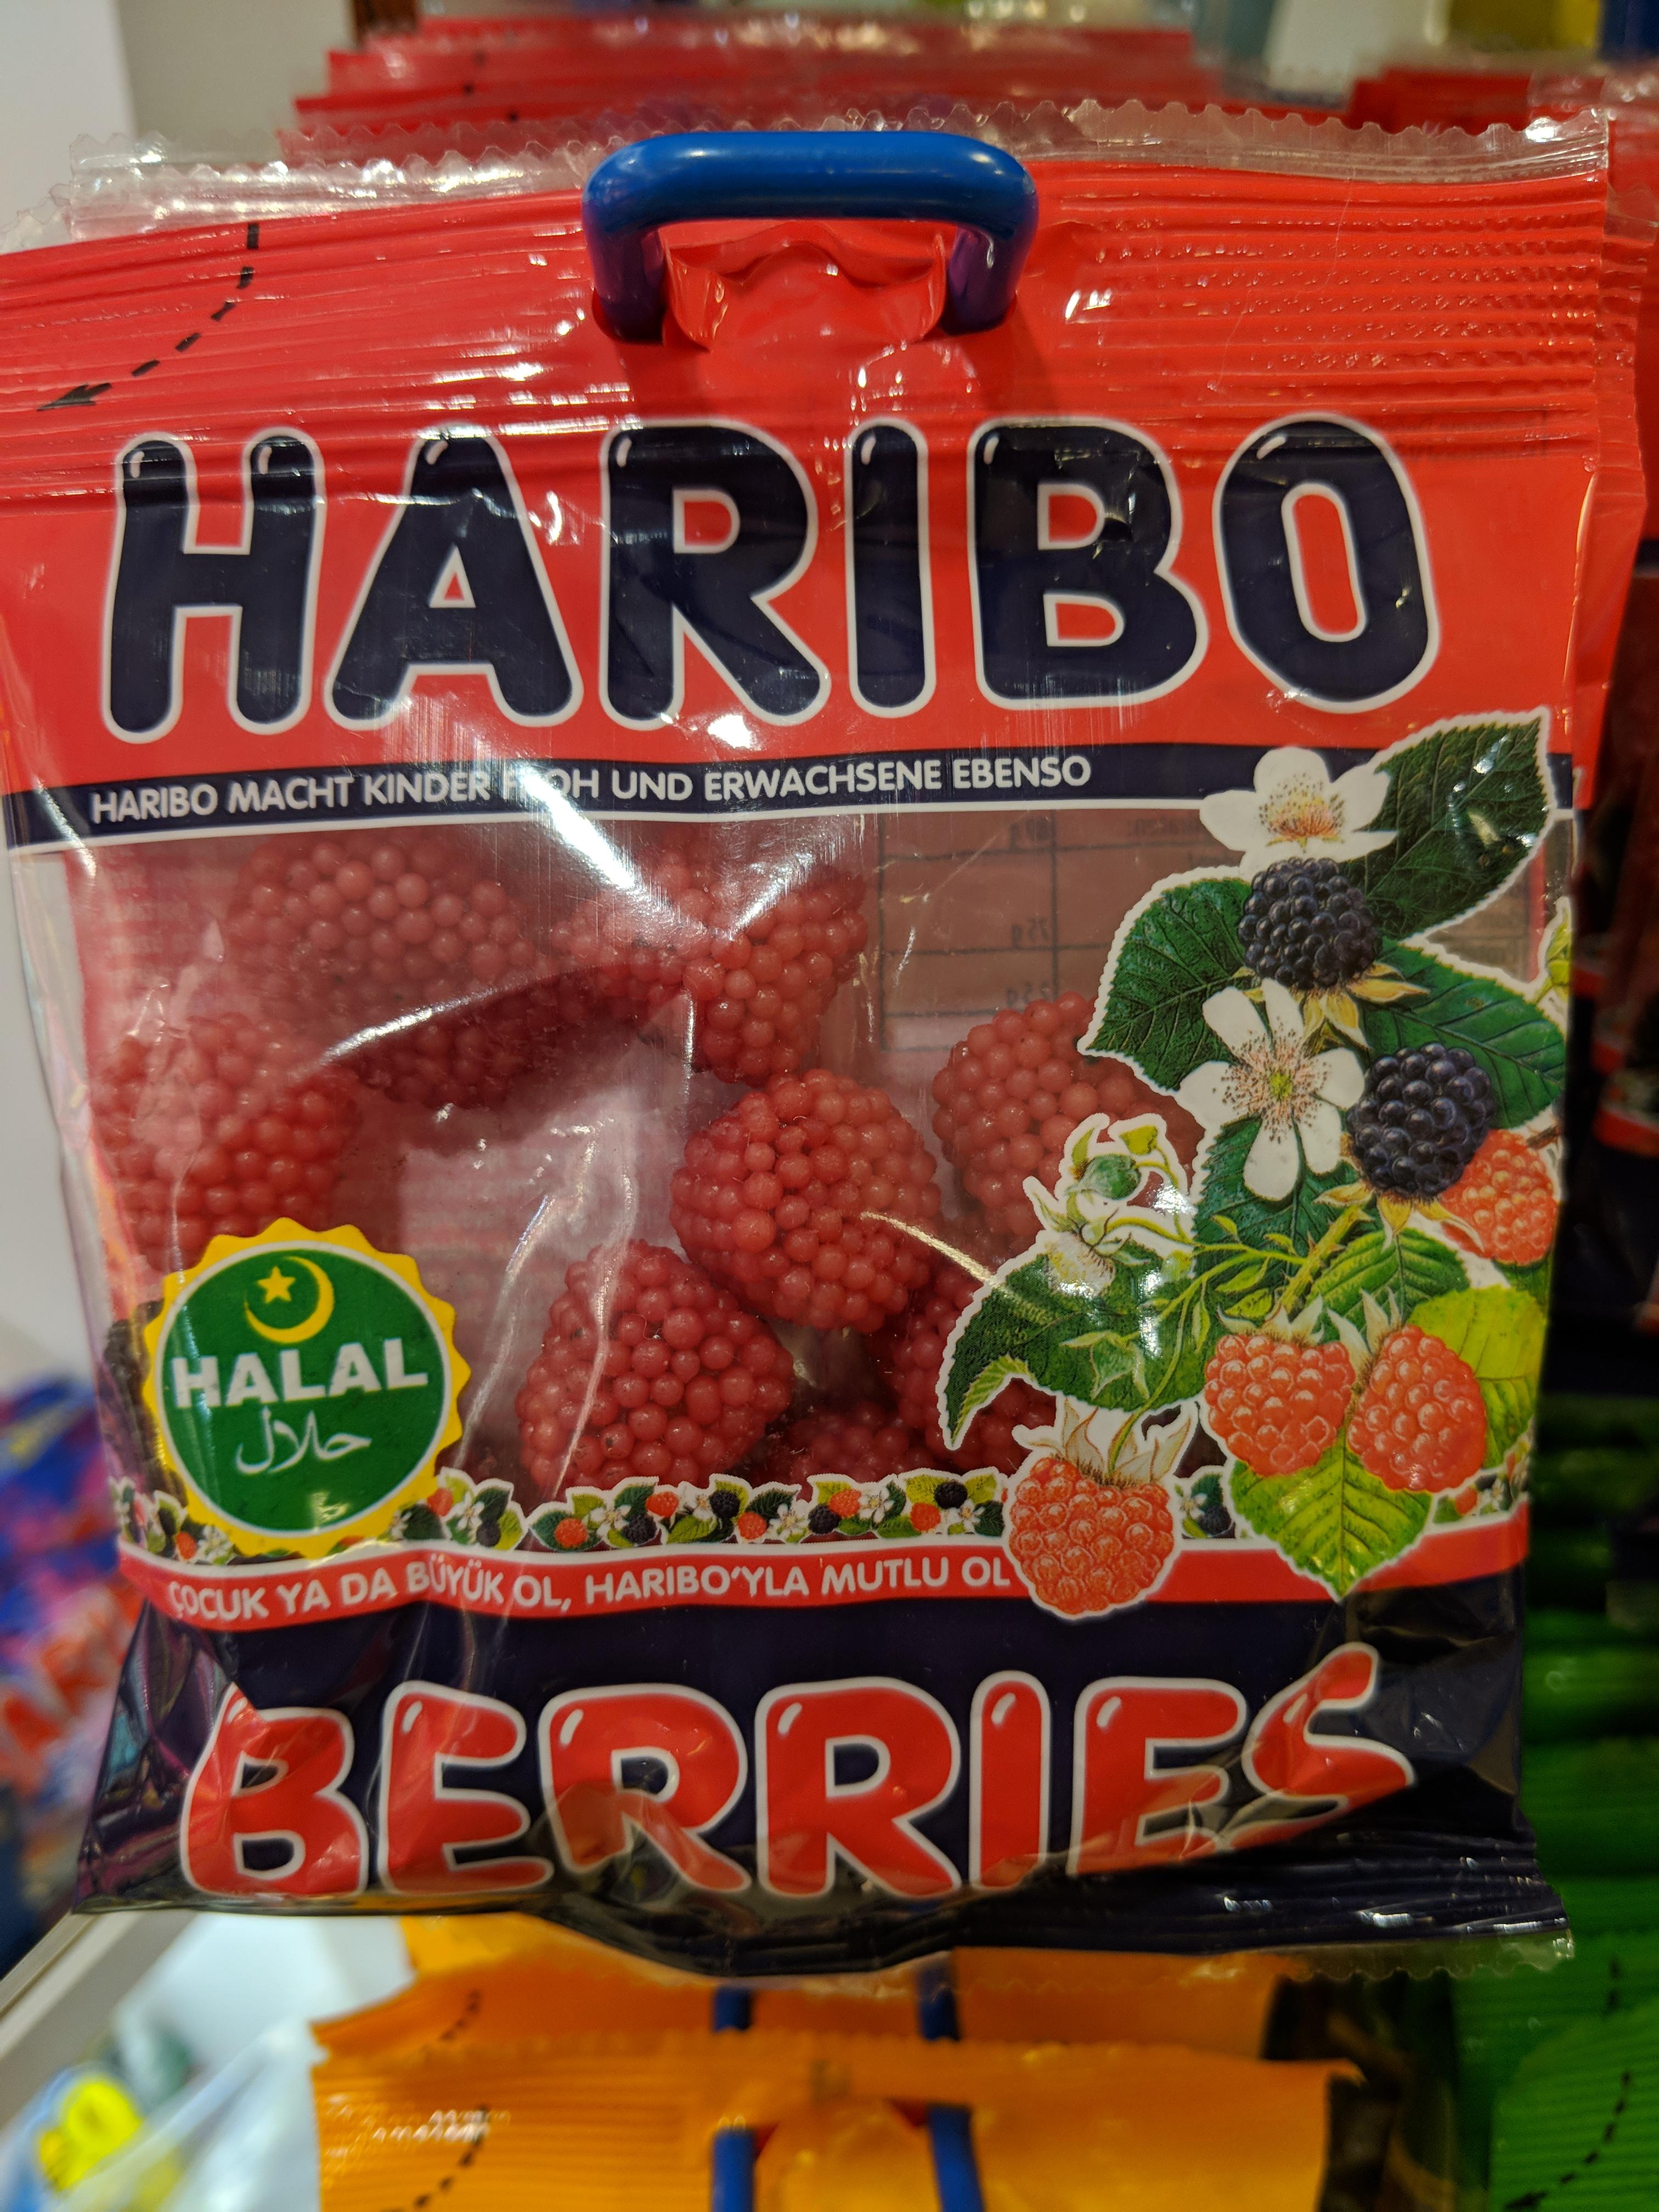 HARIBO
HARIBO MACHT KINDER FROH UND ERWACHSENE EBENSO
HALAL
حلال
ÇOCUK YA DA BÜYÜK OL, HARIBO'YLA MUTLU OL
BERRIES